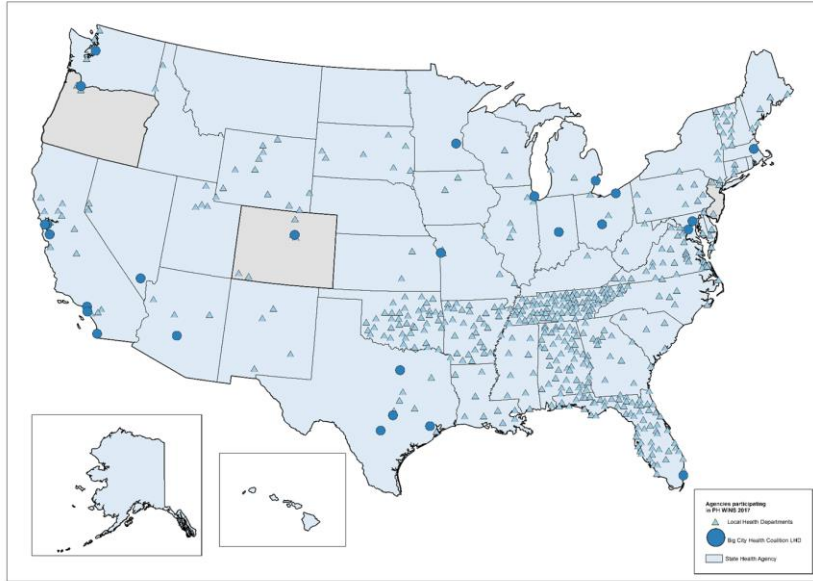 Agencies participating
in PH WINS 2017
Local Health Departments
Big City Health Coalition LHD
State Health Agency